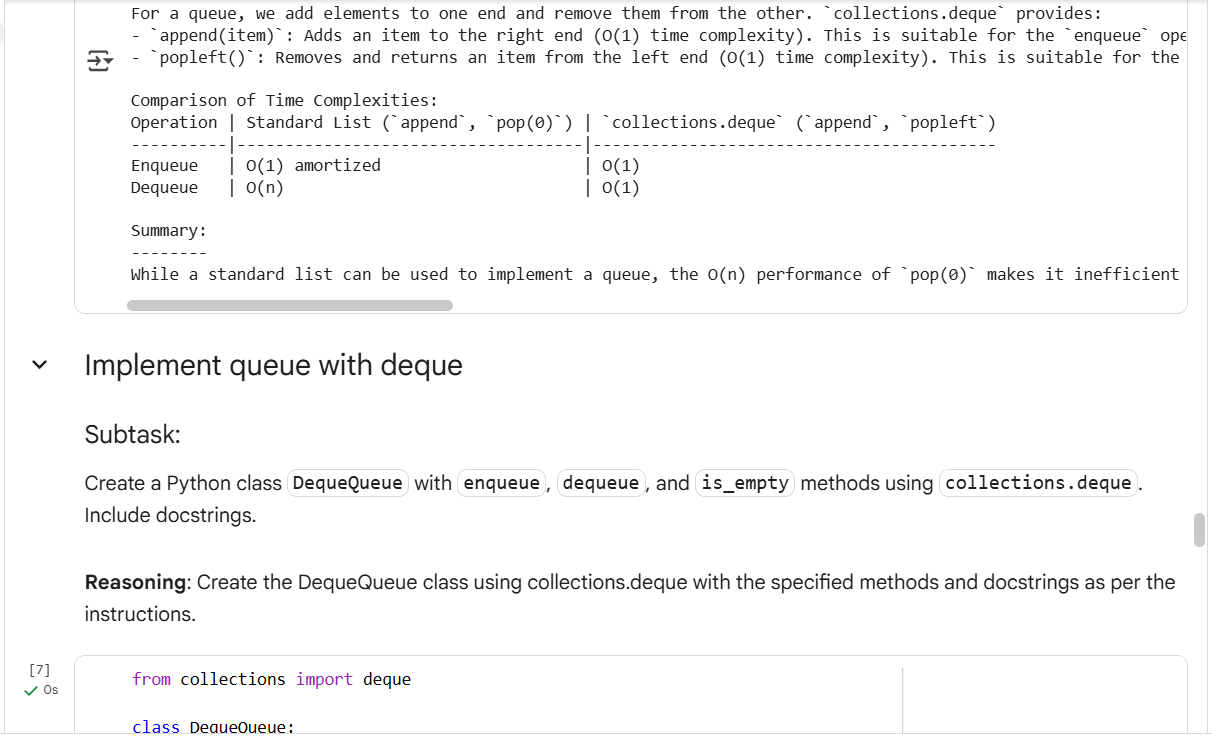 For a queue, we add elements to one end and remove them from the other. `collections.deque` provides:
- `append(item)`: Adds an item to the right end (O(1) time complexity). This is suitable for the `enqueue` ope
- `popleft()`: Removes and returns an item from the left end (O(1) time complexity). This is suitable for the
Comparison of Time Complexities:
Operation | Standard List (`append`, `pop(0)`) | `collections.deque` (`append`, `popleft`)
----------|------------------------------------|------------------------------------------
Enqueue   | O(1) amortized                     | O(1)
Dequeue   | O(n)                               | O(1)
Summary:
--------
While a standard list can be used to implement a queue, the O(n) performance of `pop(0)` makes it inefficient
Implement queue with deque
Subtask:
Create a Python class DequeQueue with enqueue, dequeue, and is_empty methods using collections.deque.
Include docstrings.
Reasoning: Create the DequeQueue class using collections.deque with the specified methods and docstrings as per the
instructions.
[7]
0s
from collections import deque
class DequeQueue: